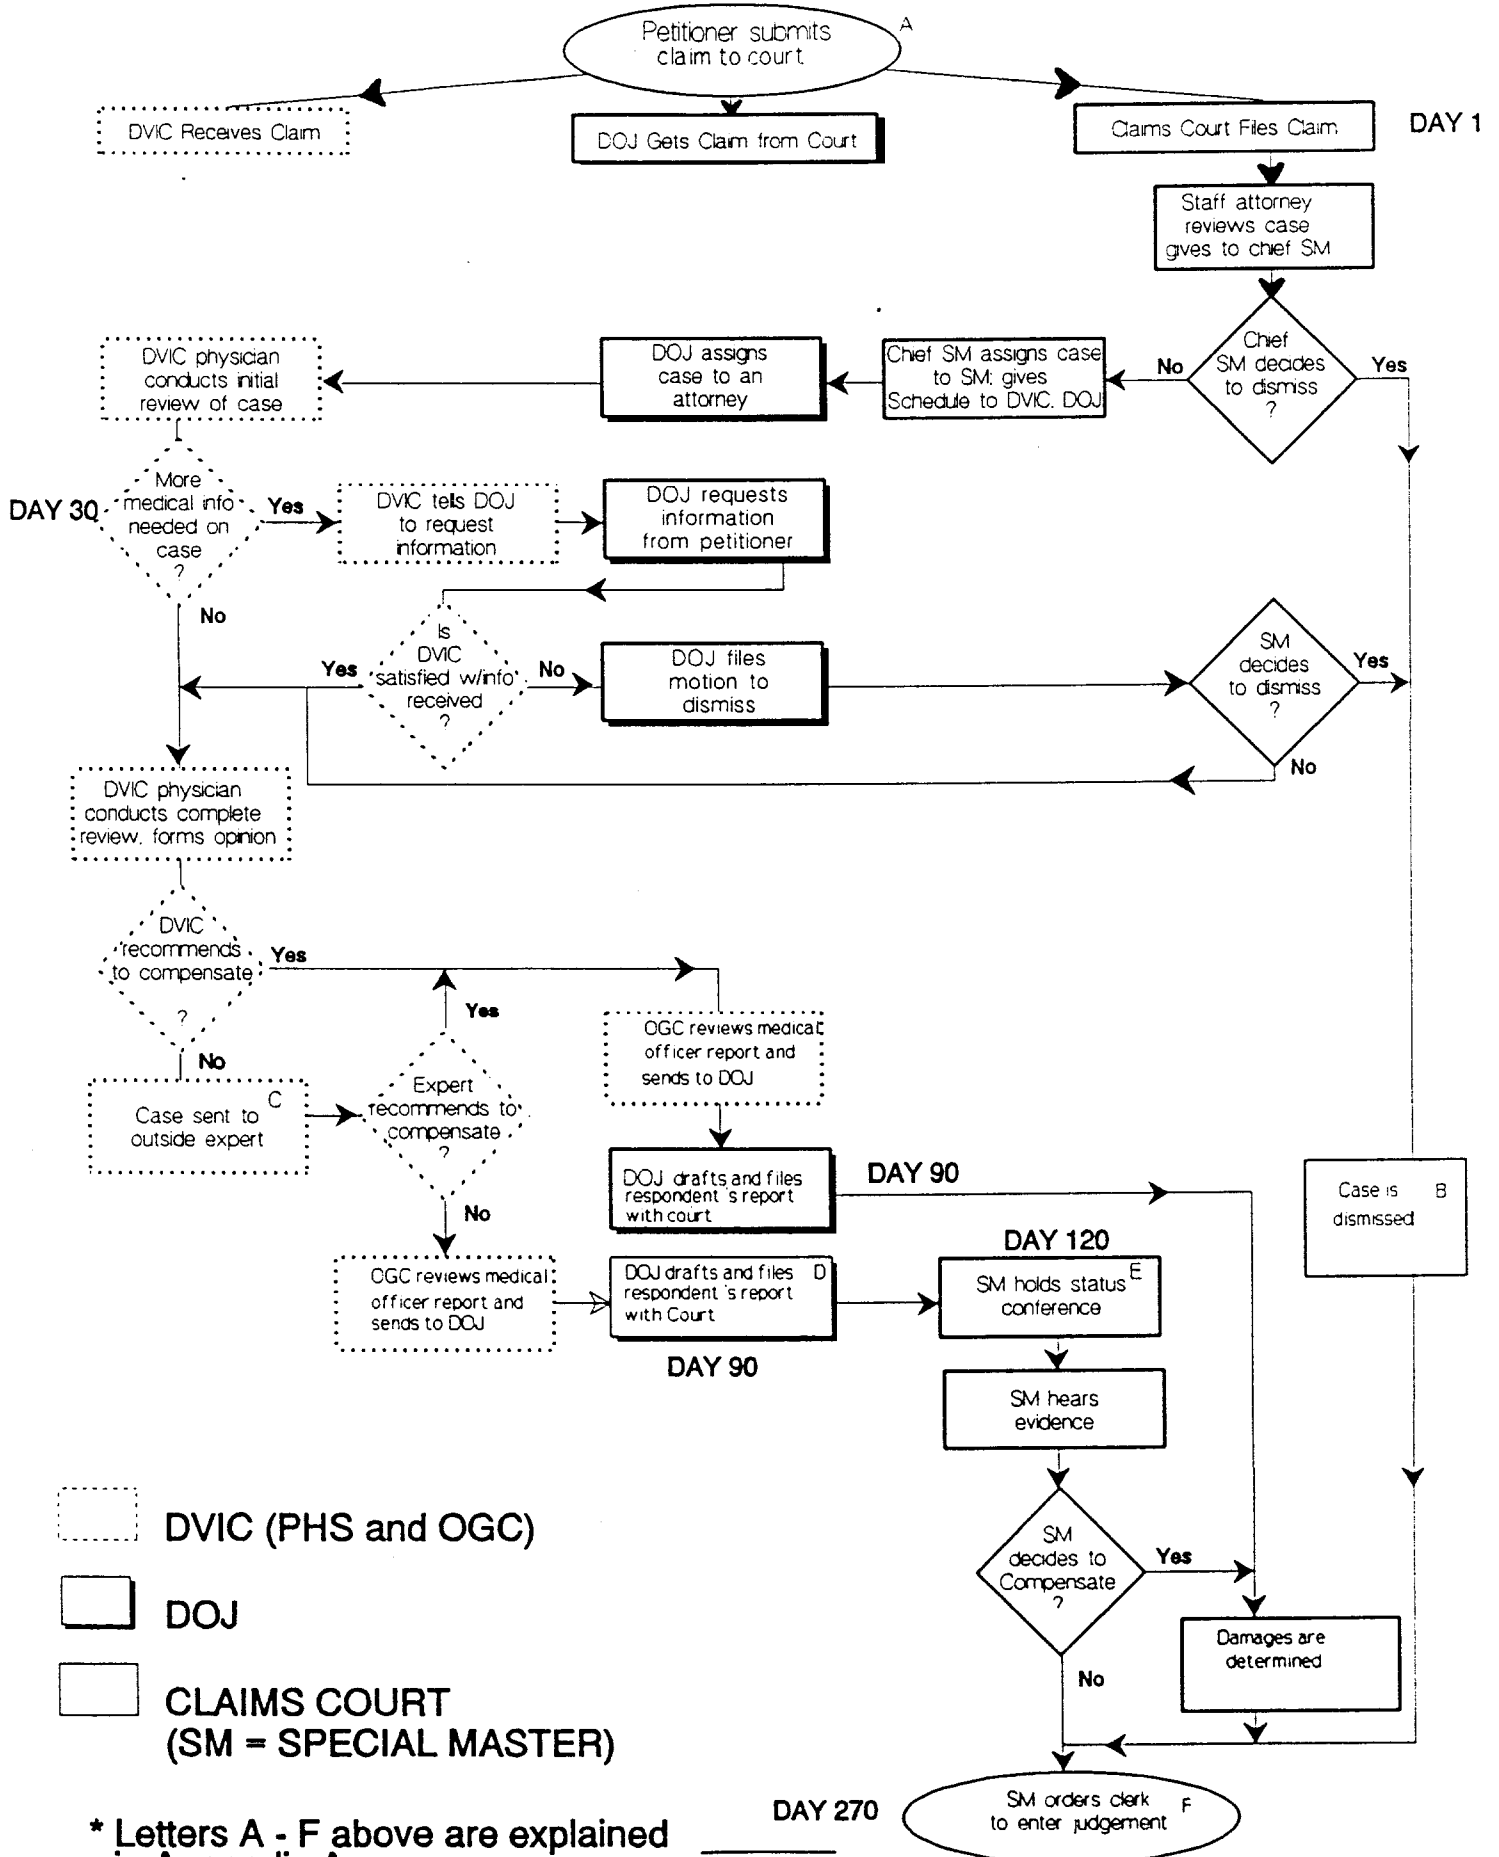 Petitioner submits
claim to court
A
DVIC Receives Claim
DOJ Gets Claim from Court
Claims Court Files Claim
DAY 1
Staff attorney
reviews case
gives to chief SM
DVIC physician
conducts initial
review of case
DOJ assigns
case to an
attorney
Chief SM assigns case
to SM; gives
Schedule to DVIC, DOJ
No
Chief
SM decides
to dismiss
?
Yes
DAY 30
More
medical info
needed on
case
?
Yes
No
DVIC tells DOJ
to request
information
DOJ requests
information
from petitioner
Yes
Is
DVIC
satisfied w/info
received
?
No
DOJ files
motion to
dismiss
SM
decides
to dismiss
?
Yes
No
DVIC physician
conducts complete
review, forms opinion
DVIC
recommends
to compensate
?
Yes
No
Case sent to
outside expert
C
Yes
Expert
recommends to
compensate
?
No
OGC reviews medical
officer report and
sends to DOJ
DOJ drafts and files
respondent's report
with court
DAY 90
Case is
dismissed
B
OGC reviews medical
officer report and
sends to DOJ
DOJ drafts and files
respondent's report
with Court
D
DAY 90
DAY 120
SM holds status
conference
E
SM hears
evidence
SM
decides to
Compensate
?
Yes
No
Damages are
determined
DVIC (PHS and OGC)
DOJ
CLAIMS COURT
(SM = SPECIAL MASTER)
DAY 270
SM orders clerk
to enter judgement
F
* Letters A - F above are explained